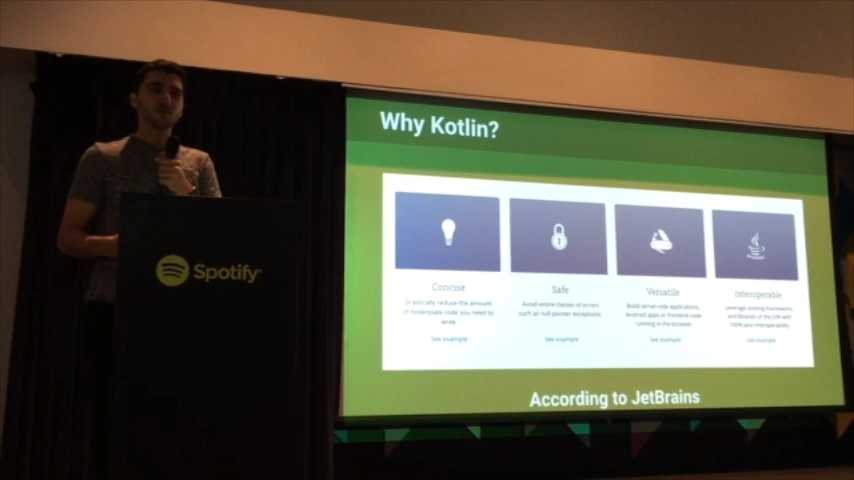 Why Kotlin?
Spotify
Concise
Drastically reduce the amount
of boilerplate code you need to
write.
See example
Safe
Avoid entire classes of errors
such as null pointer exceptions.
See example
Versatile
Build server-side applications,
Android apps or frontend code
running in the browser.
See example
Interoperable
Leverage existing frameworks
and libraries of the JVM with
100% Java Interoperability.
See example
According to JetBrains